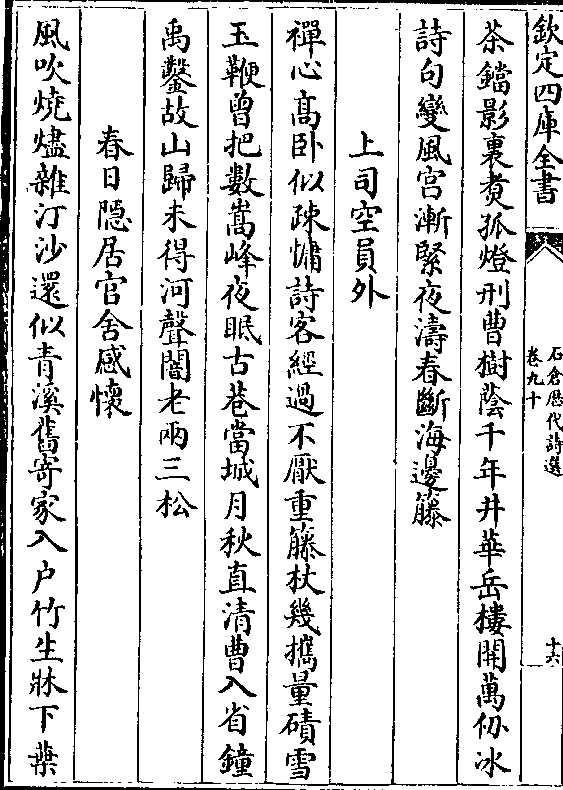 欽定四庫全書
石倉歴代詩選
卷九十
十六
茶鐺影裏煑孤燈刑曹樹蔭千年井華岳樓開萬仭冰
詩句變風宫漸緊夜濤舂斷海邊藤
上司空員外
禪心髙卧似疎慵詩客經過不厭重藤杖幾擕量磧雪
玉鞭曽把數嵩峰夜眠古巷當城月秋直清曹入省鐘
禹鑿故山歸未得河聲闇老兩三松
春日隱居官舍感懷
風吹燒燼雜汀沙還似青溪舊寄家入户竹生牀下葉